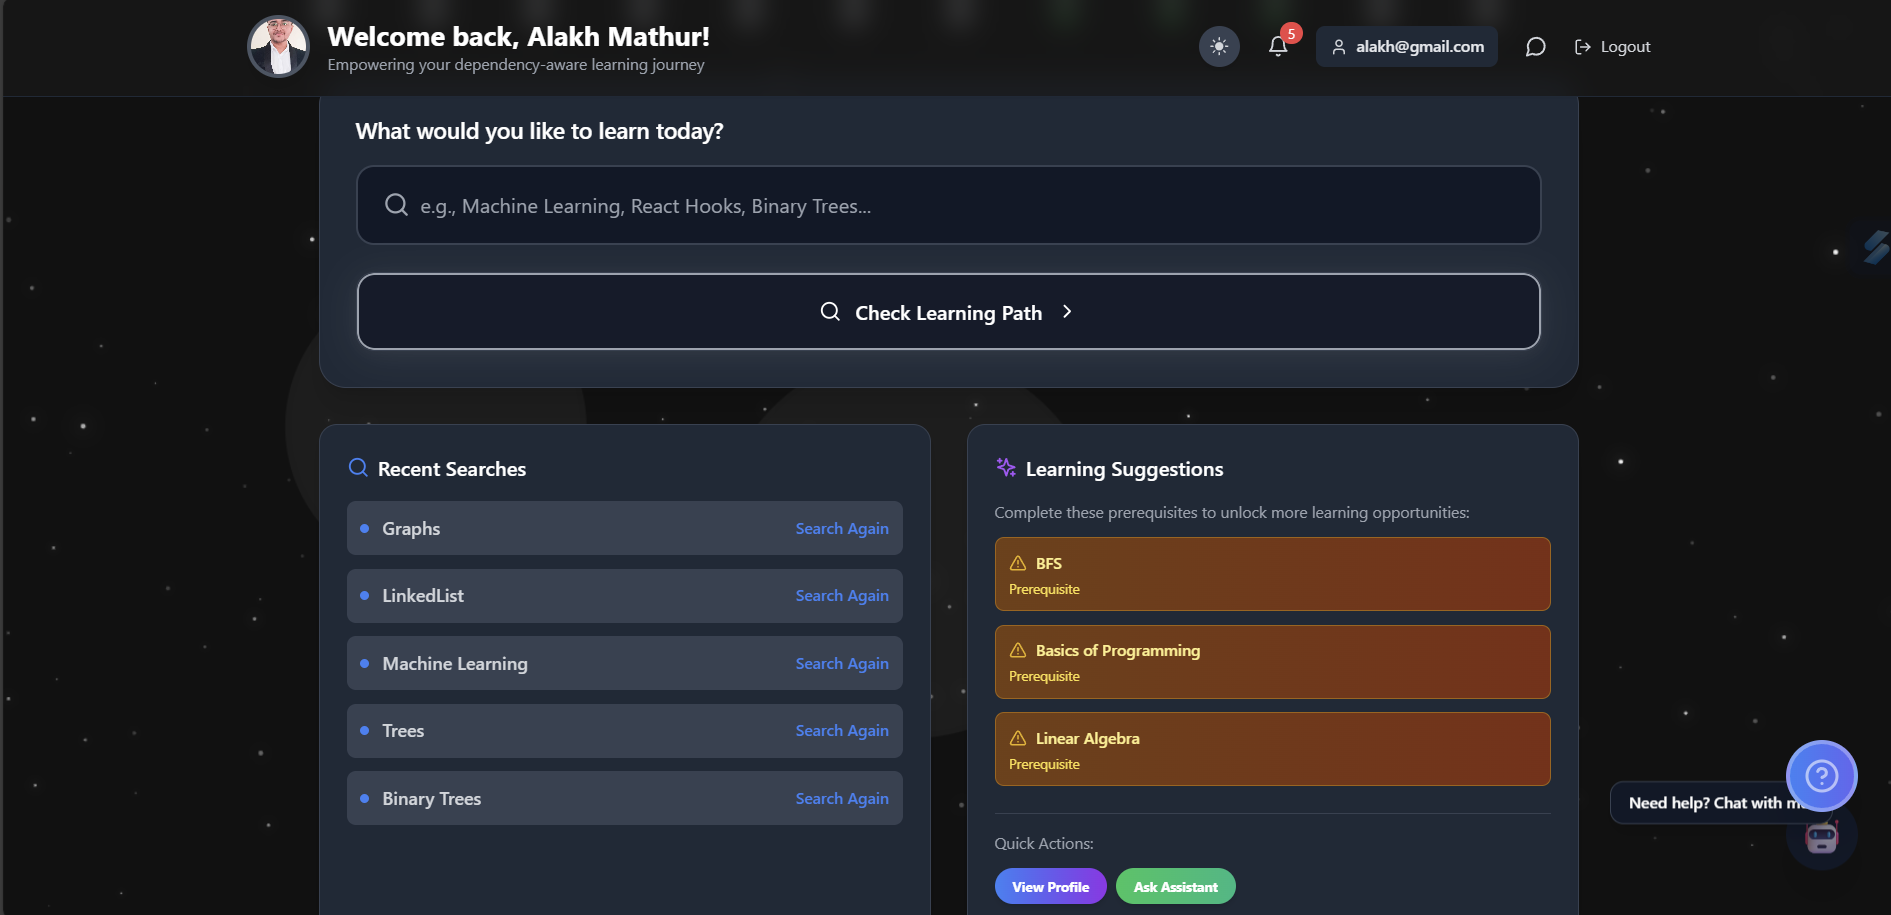 Welcome back, Alakh Mathur!
Empowering your dependency-aware learning journey
5
alakh@gmail.com
Logout
What would you like to learn today?
e.g., Machine Learning, React Hooks, Binary Trees...
Check Learning Path
Recent Searches
Graphs
Search Again
LinkedList
Search Again
Machine Learning
Search Again
Trees
Search Again
Binary Trees
Search Again
Learning Suggestions
Complete these prerequisites to unlock more learning opportunities:
BFS
Prerequisite
Basics of Programming
Prerequisite
Linear Algebra
Prerequisite
Quick Actions:
View Profile
Ask Assistant
Need help? Chat with
?